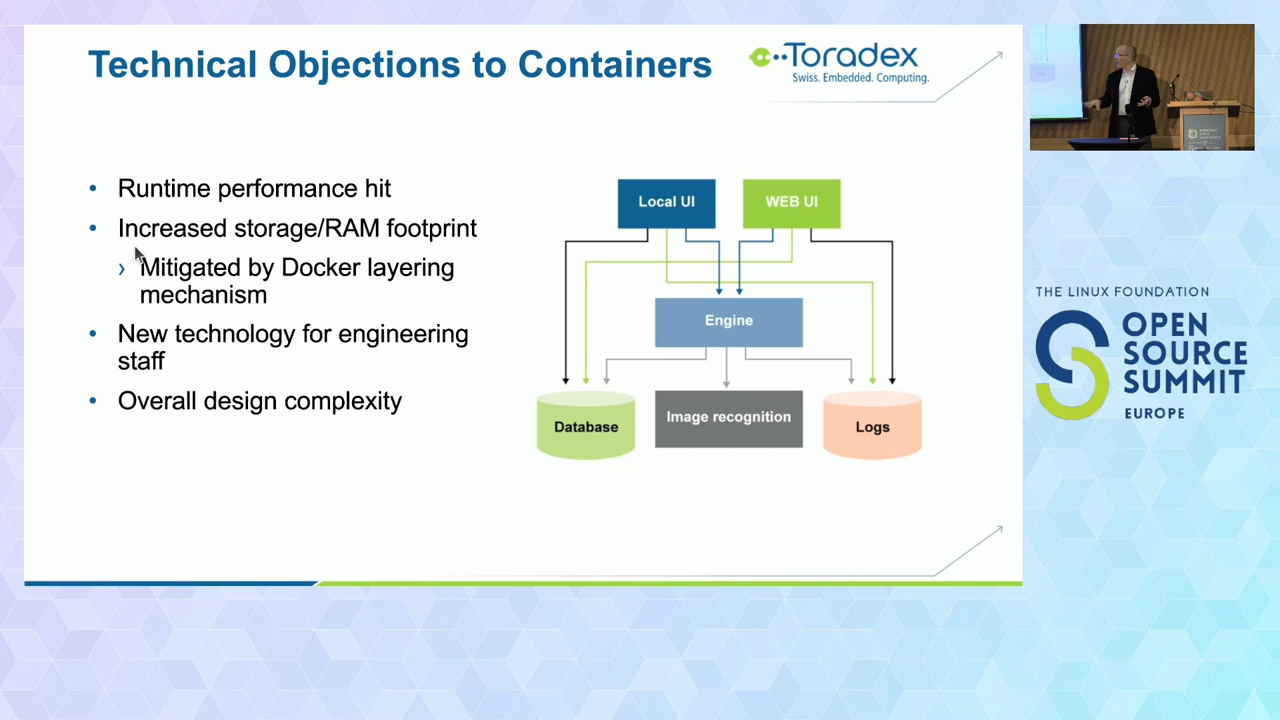 Technical Objections to Containers
Toradex
Swiss. Embedded. Computing.
• Runtime performance hit
• Increased storage/RAM footprint
› Mitigated by Docker layering
mechanism
• New technology for engineering
staff
• Overall design complexity
Local UI
WEB UI
Engine
Database
Image recognition
Logs
THE LINUX FOUNDATION
OPEN
SOURCE
SUMMIT
EUROPE